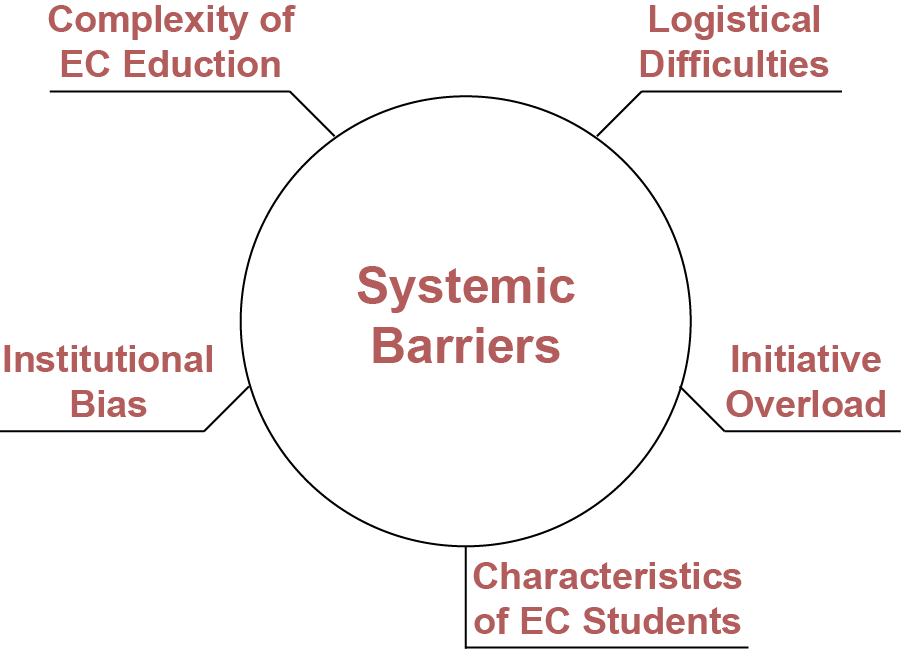 Complexity of
EC Eduction
Logistical
Difficulties
Systemic
Barriers
Institutional
Bias
Initiative
Overload
Characteristics
of EC Students